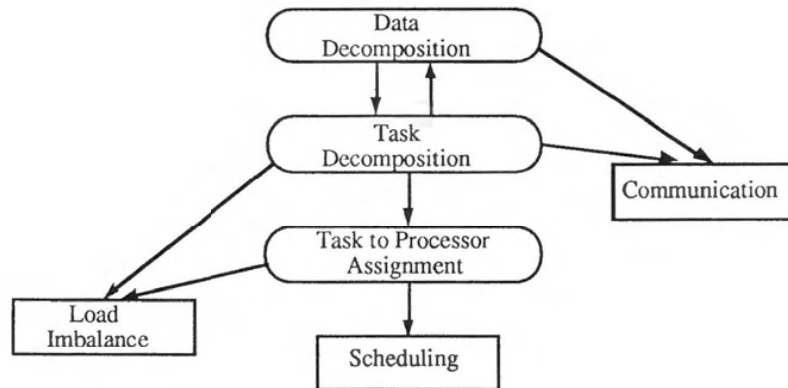 Data
Decomposition
Task
Decomposition
Communication
Task to Processor
Assignment
Load
Imbalance
Scheduling